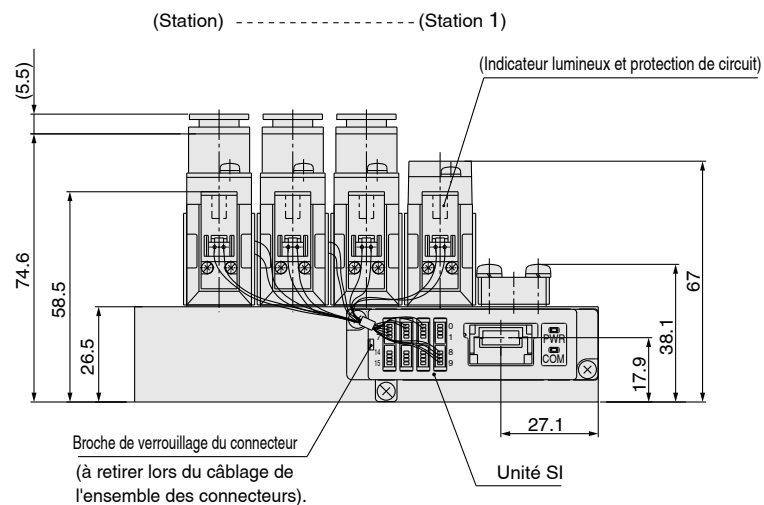 (Station) ------------------ (Station 1)
(Indicateur lumineux et protection de circuit)
(5.5)
74.6
58.5
26.5
67
38.1
17.9
27.1
0
1
7
14
15
8
9
PWR
COM
Broche de verrouillage du connecteur
(à retirer lors du câblage de
l'ensemble des connecteurs).
Unité SI